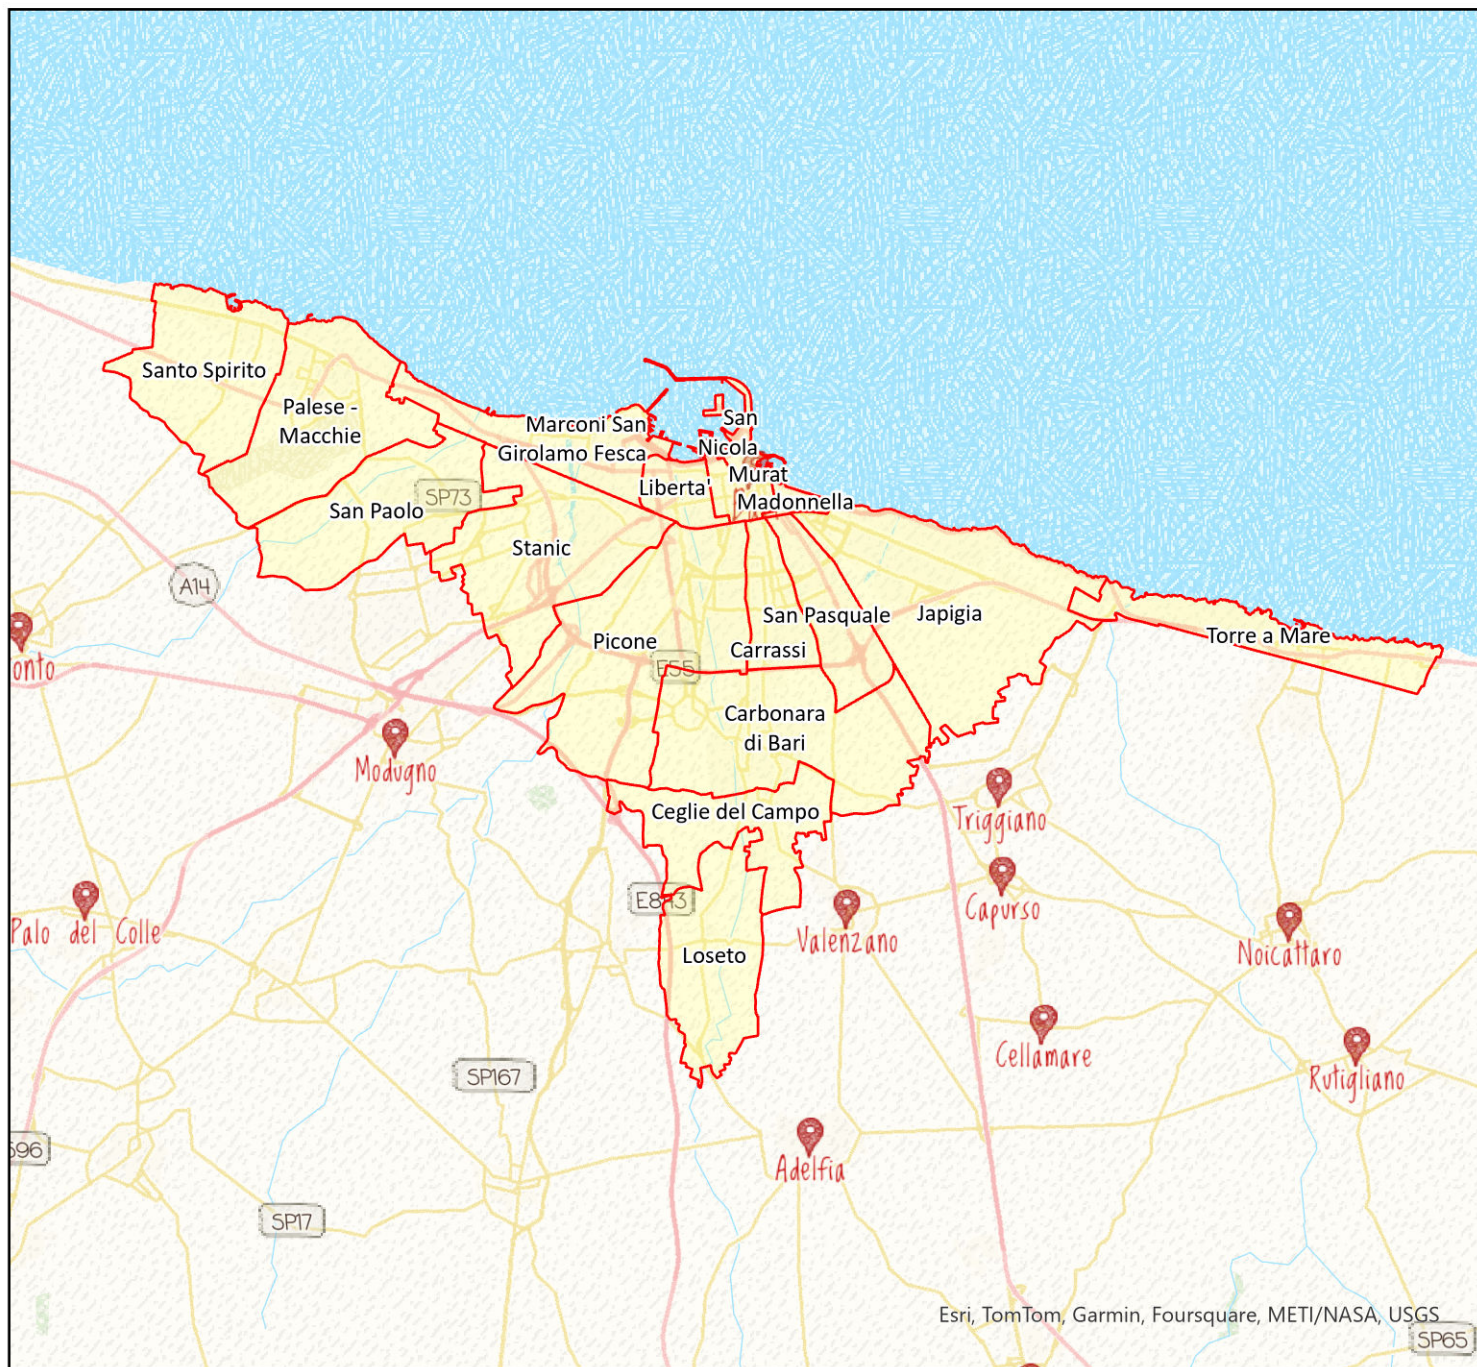 Santo Spirito
Palese -
Macchie
Marconi San
Girolamo Fesca
San
Nicola
Murat
Liberta'
Madonnella
SP73
San Paolo
Stanic
A14
San Pasquale
Japigia
Picone
Carrassi
E55
Torre a Mare
onto
Carbonara
di Bari
Modugno
Ceglie del Campo
Triggiano
Capurso
Palo del Colle
Valenzano
Noicattaro
Loseto
Cellamare
SP167
Rutigliano
Adelfia
SP17
Esri, TomTom, Garmin, Foursquare, METI/NASA, USGS
SP65